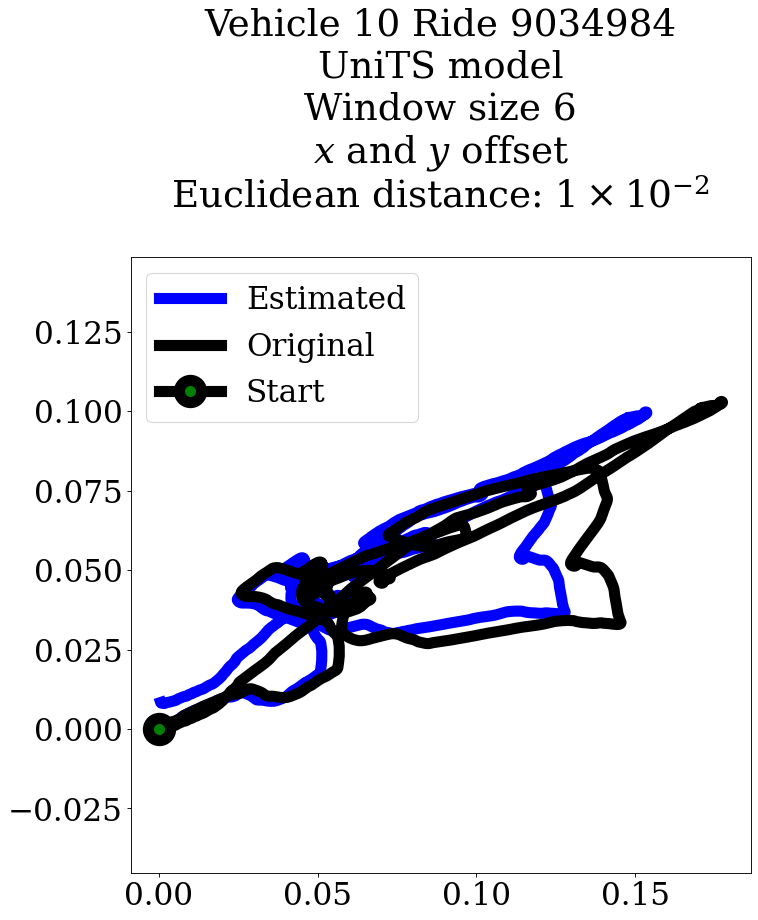 Vehicle 10 Ride 9034984
UniTS model
Window size 6
x and y offset
Euclidean distance: 1 × 10⁻²
Estimated
Original
Start
0.125
0.100
0.075
0.050
0.025
0.000
−0.025
0.00 0.05 0.10 0.15